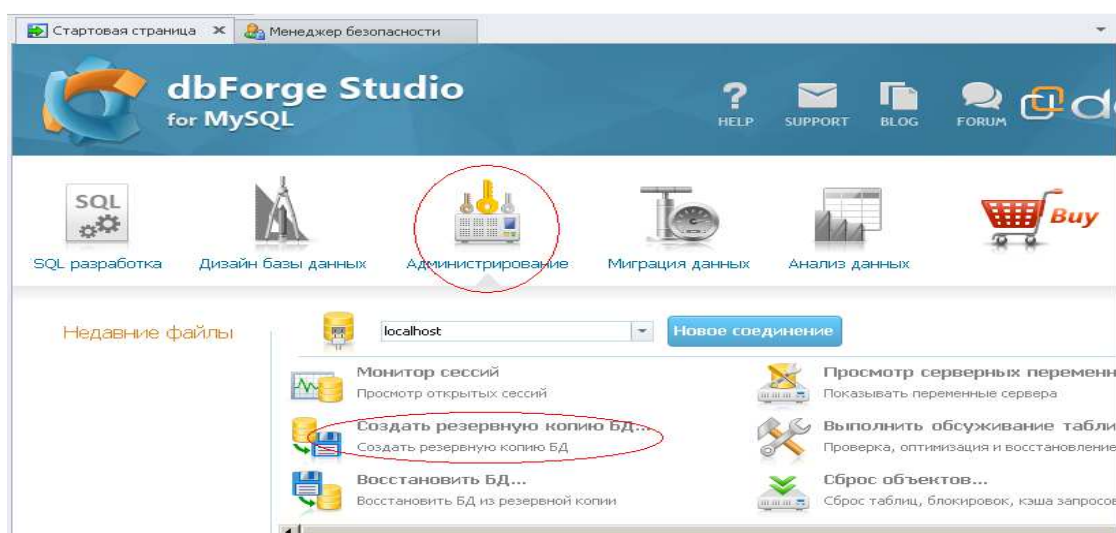 Стартовая страница
Менеджер безопасности
dbForge Studio
for MySQL
HELP
SUPPORT
BLOG
FORUM
SQL
Buy
SQL разработка
Дизайн базы данных
Администрирование
Миграция данных
Анализ данных
Недавние файлы
localhost
Новое соединение
Монитор сессий
Просмотр открытых сессий
Просмотр серверных переменн
Показывать переменные сервера
Создать резервную копию БД...
Создать резервную копию БД
Выполнить обсуживание табли
Проверка, оптимизация и восстановление
Восстановить БД...
Восстановить БД из резервной копии
Сброс объектов...
Сброс таблиц, блокировок, кэша запросов